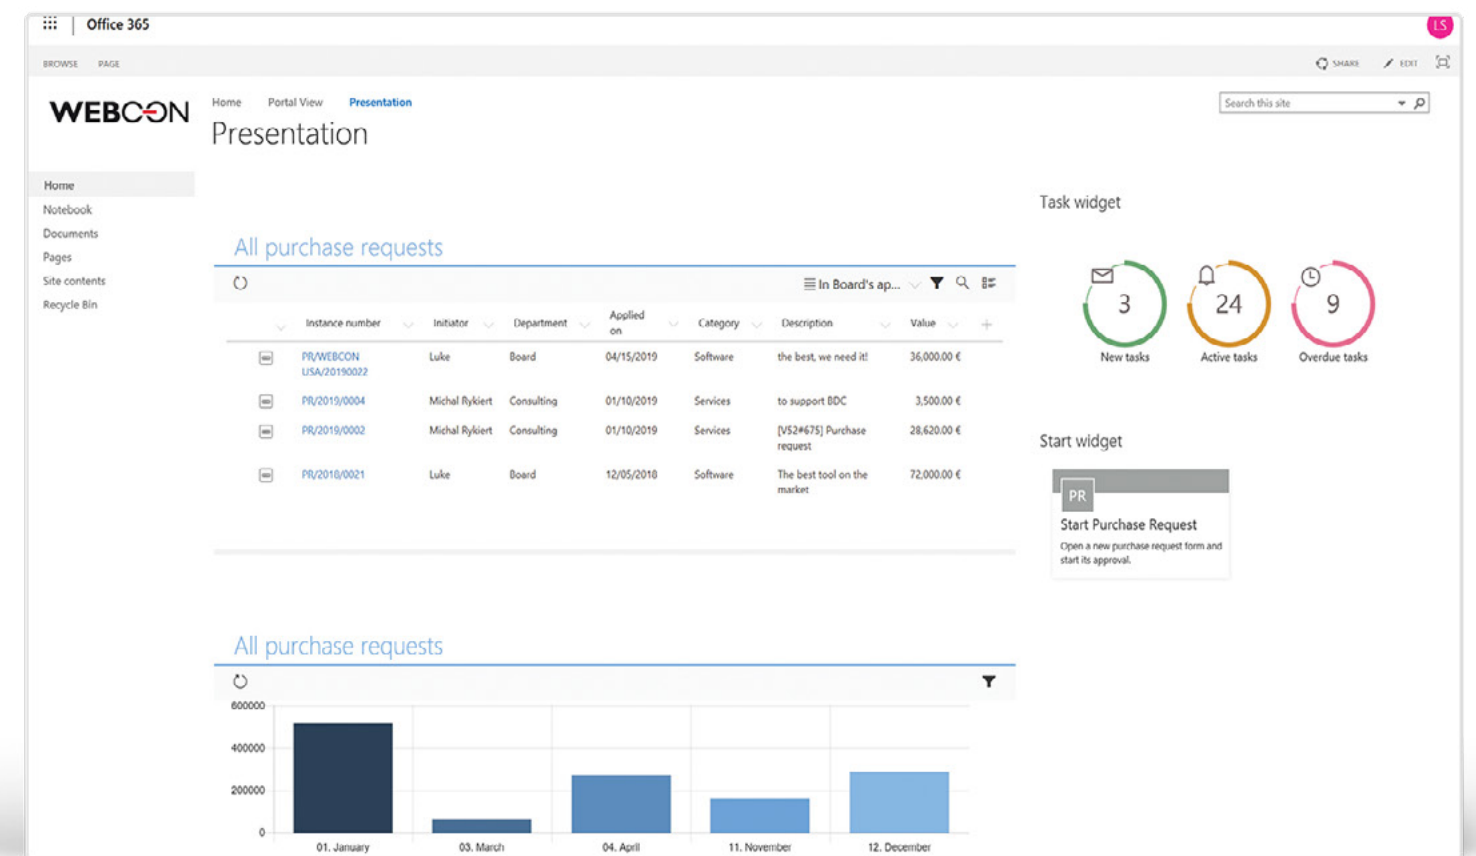 Office 365
LS
BROWSE PAGE
SHARE EDIT
WEBCON
Home Portal View Presentation
Search this site
Presentation
Home
Notebook
Documents
Pages
Site contents
Recycle Bin
All purchase requests
In Board's ap...
Instance number Initiator Department Applied on Category Description Value
PR/WEBCON Luke Board 04/15/2019 Software the best, we need it! 36,000.00 €
USA/20190022
PR/2019/0004 Michal Rykiert Consulting 01/10/2019 Services to support BDC 3,500.00 €
PR/2019/0002 Michal Rykiert Consulting 01/10/2019 Services [VS2#675] Purchase 28,620.00 €
request
PR/2018/0021 Luke Board 12/05/2018 Software The best tool on the 72,000.00 €
market
Task widget
3 24 9
New tasks Active tasks Overdue tasks
Start widget
PR
Start Purchase Request
Open a new purchase request form and
start its approval.
All purchase requests
600000
400000
200000
0
01. January 03. March 04. April 11. November 12. December